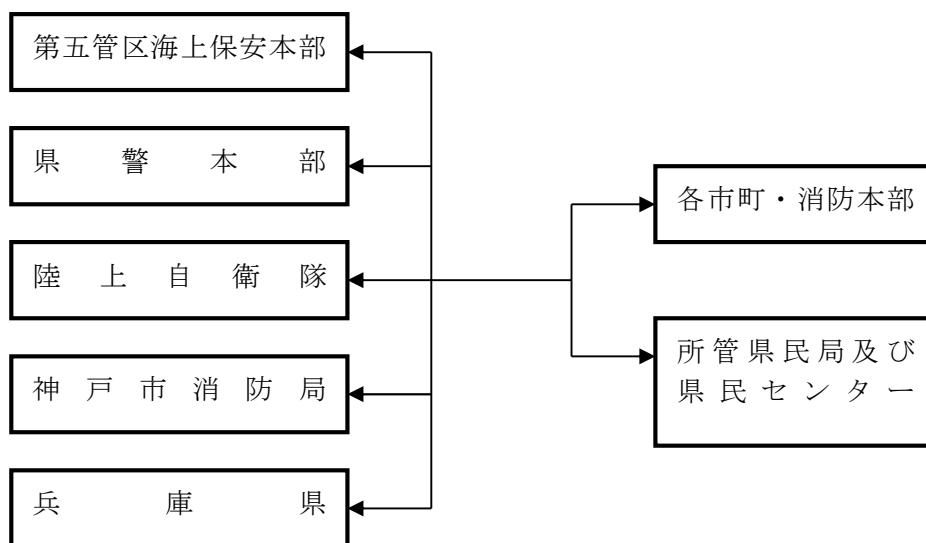 第五管区海上保安本部
県警本部
陸上自衛隊
神戸市消防局
兵庫県
各市町・消防本部
所管県民局及び
県民センター